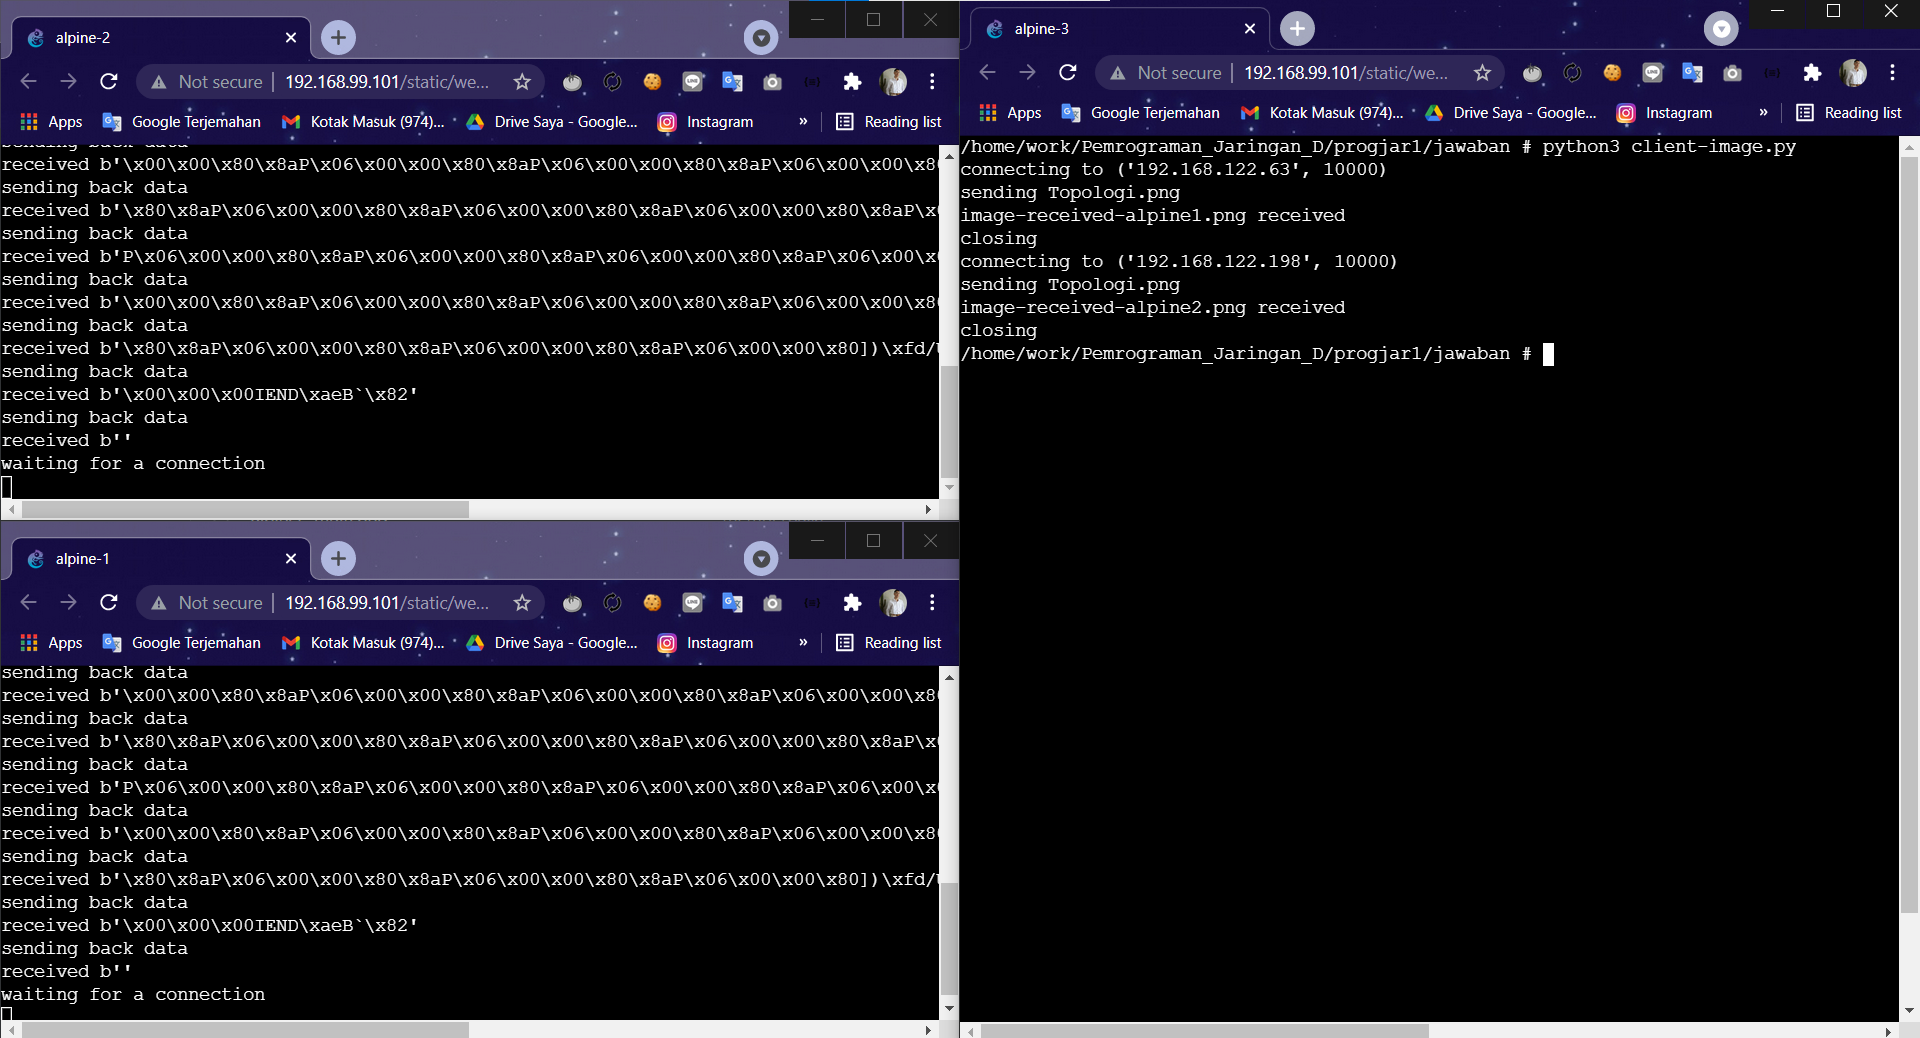 alpine-2
Not secure | 192.168.99.101/static/we...
Apps Google Terjemahan Kotak Masuk (974)... Drive Saya - Google... Instagram » Reading list
sending back data
received b'\x00\x00\x80\x8aP\x06\x00\x00\x80\x8aP\x06\x00\x00\x80\x8aP\x06\x00\x00\x8
sending back data
received b'\x80\x8aP\x06\x00\x00\x80\x8aP\x06\x00\x00\x80\x8aP\x06\x00\x00\x80\x8aP\x
sending back data
received b'P\x06\x00\x00\x80\x8aP\x06\x00\x00\x80\x8aP\x06\x00\x00\x80\x8aP\x06\x00\x
sending back data
received b'\x00\x00\x80\x8aP\x06\x00\x00\x80\x8aP\x06\x00\x00\x80\x8aP\x06\x00\x00\x8
sending back data
received b'\x80\x8aP\x06\x00\x00\x80\x8aP\x06\x00\x00\x80\x8aP\x06\x00\x00\x80])\xfd/
sending back data
received b'\x00\x00\x00\x00IEND\xaeB`\x82'
sending back data
received b''
waiting for a connection
alpine-1
Not secure | 192.168.99.101/static/we...
Apps Google Terjemahan Kotak Masuk (974)... Drive Saya - Google... Instagram » Reading list
sending back data
received b'\x00\x00\x80\x8aP\x06\x00\x00\x80\x8aP\x06\x00\x00\x80\x8aP\x06\x00\x00\x8
sending back data
received b'\x80\x8aP\x06\x00\x00\x80\x8aP\x06\x00\x00\x80\x8aP\x06\x00\x00\x80\x8aP\x
sending back data
received b'P\x06\x00\x00\x80\x8aP\x06\x00\x00\x80\x8aP\x06\x00\x00\x80\x8aP\x06\x00\x
sending back data
received b'\x00\x00\x80\x8aP\x06\x00\x00\x80\x8aP\x06\x00\x00\x80\x8aP\x06\x00\x00\x8
sending back data
received b'\x80\x8aP\x06\x00\x00\x80\x8aP\x06\x00\x00\x80\x8aP\x06\x00\x00\x80])\xfd/
sending back data
received b'\x00\x00\x00\x00IEND\xaeB`\x82'
sending back data
received b''
waiting for a connection
alpine-3
Not secure | 192.168.99.101/static/we...
Apps Google Terjemahan Kotak Masuk (974)... Drive Saya - Google... Instagram » Reading list
/home/work/Pemrograman_Jaringan_D/progjar1/jawaban # python3 client-image.py
connecting to ('192.168.122.63', 10000)
sending Topologi.png
image-received-alpine1.png received
closing
connecting to ('192.168.122.198', 10000)
sending Topologi.png
image-received-alpine2.png received
closing
/home/work/Pemrograman_Jaringan_D/progjar1/jawaban #